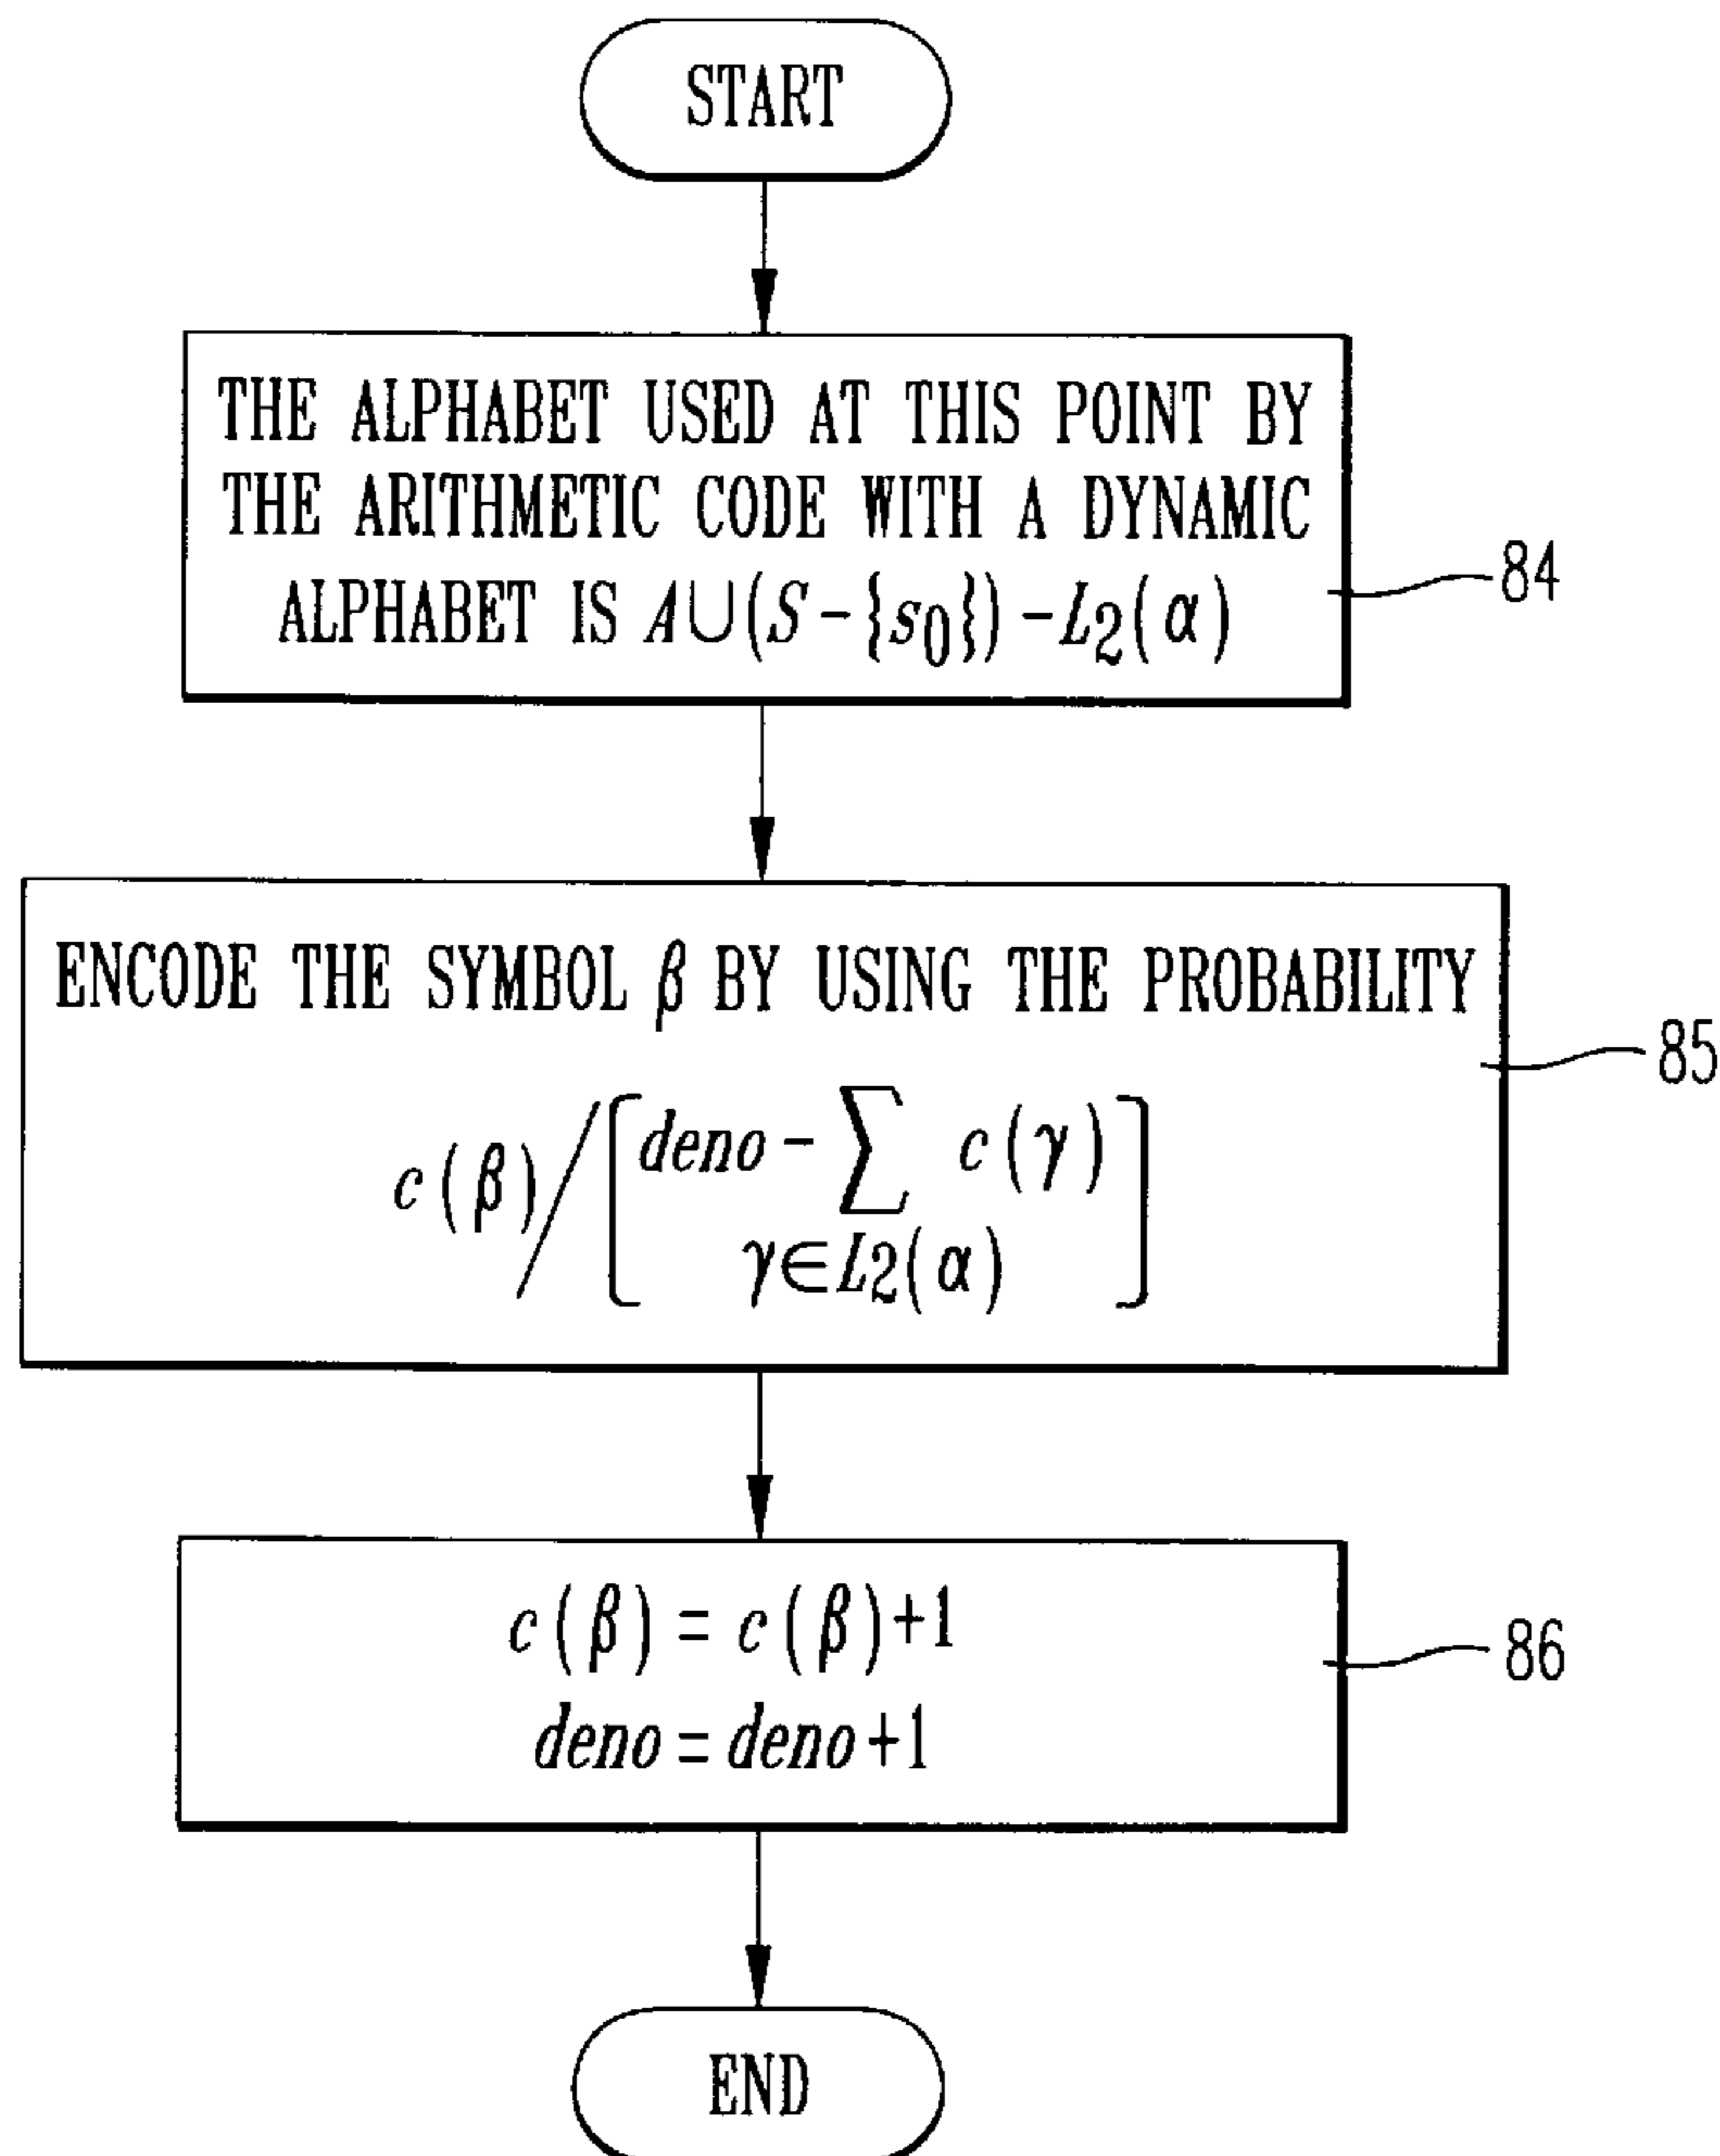 START
THE ALPHABET USED AT THIS POINT BY
THE ARITHMETIC CODE WITH A DYNAMIC
ALPHABET IS A∪(S-{s₀})-L₂(α)
84
ENCODE THE SYMBOL β BY USING THE PROBABILITY
c(β)/[deno-∑ c(γ)]
γ∈L₂(α)
85
c(β)=c(β)+1
deno=deno+1
86
END